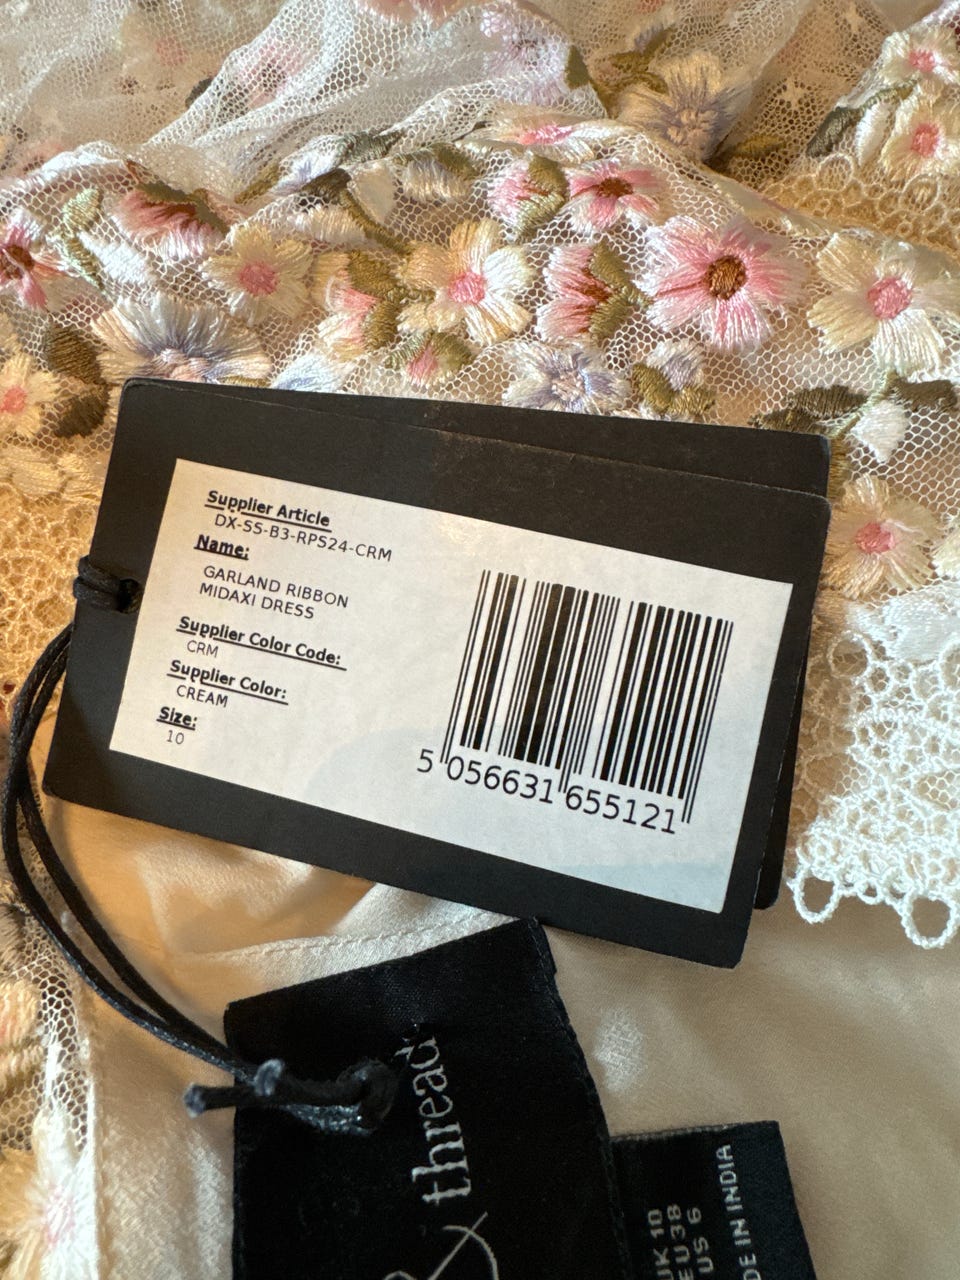 Supplier Article
DX-SS-B3-RPS24-CRM
Name:
GARLAND RIBBON
MIDAXI DRESS
Supplier Color Code:
CRM
Supplier Color:
CREAM
Size:
10
5 056631 655121
& thread
UK 10
EU 38
US 6
DE IN INDIA